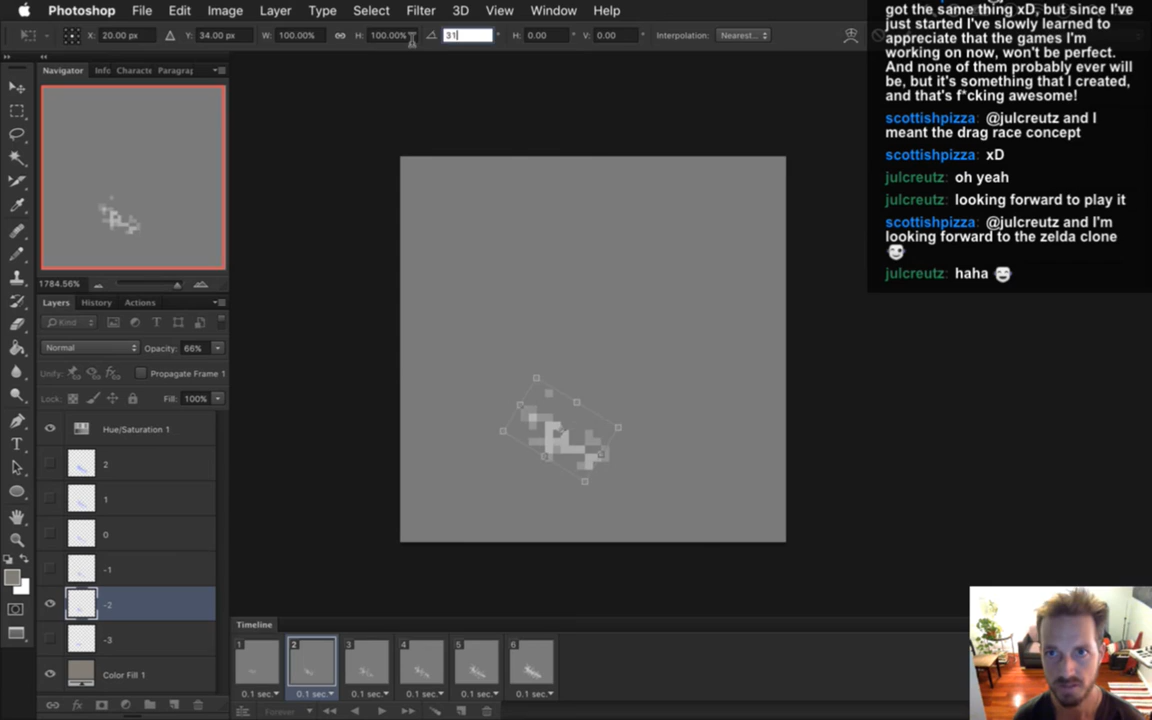 Photoshop File Edit Image Layer Type Select Filter 3D View Window Help
X: 20.00 px Y: 34.00 px W: 100.00% H: 100.00% 31 ° H: 0.00 V: 0.00 Interpolation: Nearest...
got the same thing xD, but since I've
just started I've slowly learned to
appreciate that the games I'm
working on now, won't be perfect.
And none of them probably ever will
be, but it's something that I created,
and that's f*cking awesome!
scottishpizza: @julcreutz and I
meant the drag race concept
scottishpizza: xD
julcreutz: oh yeah
julcreutz: looking forward to play it
scottishpizza: @julcreutz and I'm
looking forward to the zelda clone
julcreutz: haha
Navigator Info Characte Paragraj
1784.56%
Layers History Actions
Kind
Normal Opacity: 66%
Unify: Propagate Frame 1
Lock: Fill: 100%
Hue/Saturation 1
2
1
0
-1
-2
-3
Color Fill 1
Timeline
1 2 3 4 5 6
0.1 sec. 0.1 sec. 0.1 sec. 0.1 sec. 0.1 sec. 0.1 sec.
Forever